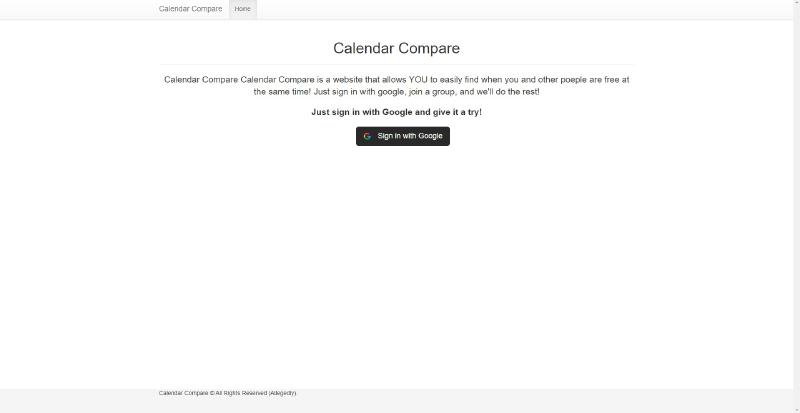 Calendar Compare Home
Calendar Compare
Calendar Compare Calendar Compare is a website that allows YOU to easily find when you and other poeple are free at
the same time! Just sign in with google, join a group, and we'll do the rest!
Just sign in with Google and give it a try!
Sign in with Google
Calendar Compare © All Rights Reserved (Allegedly).